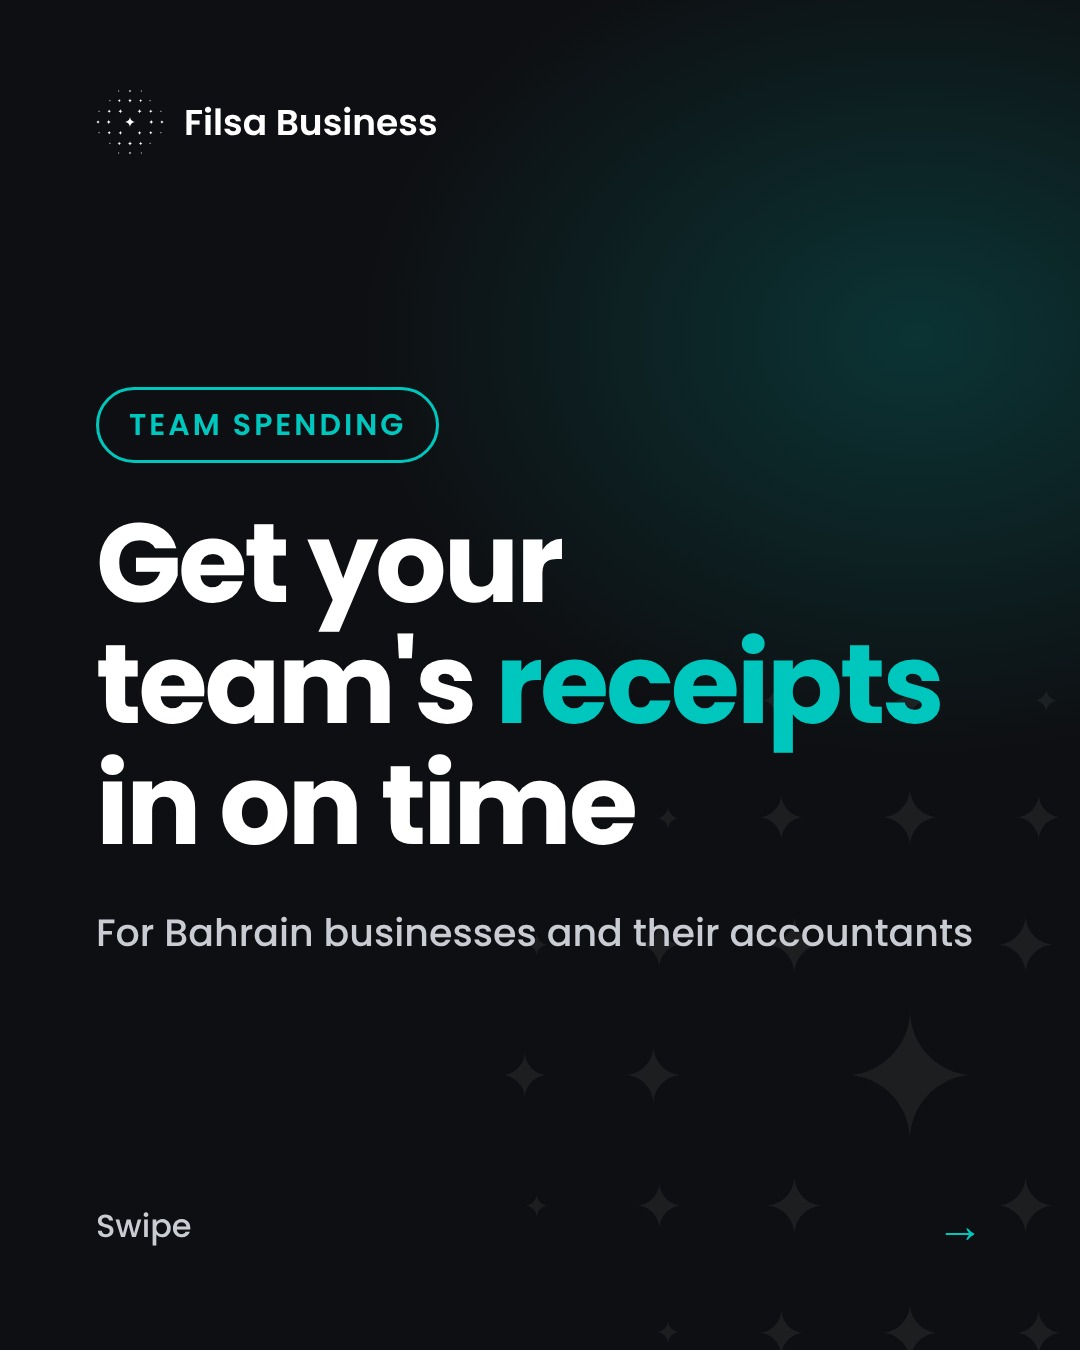 Filsa Business
TEAM SPENDING
Get your
team's receipts
in on time
For Bahrain businesses and their accountants
Swipe →